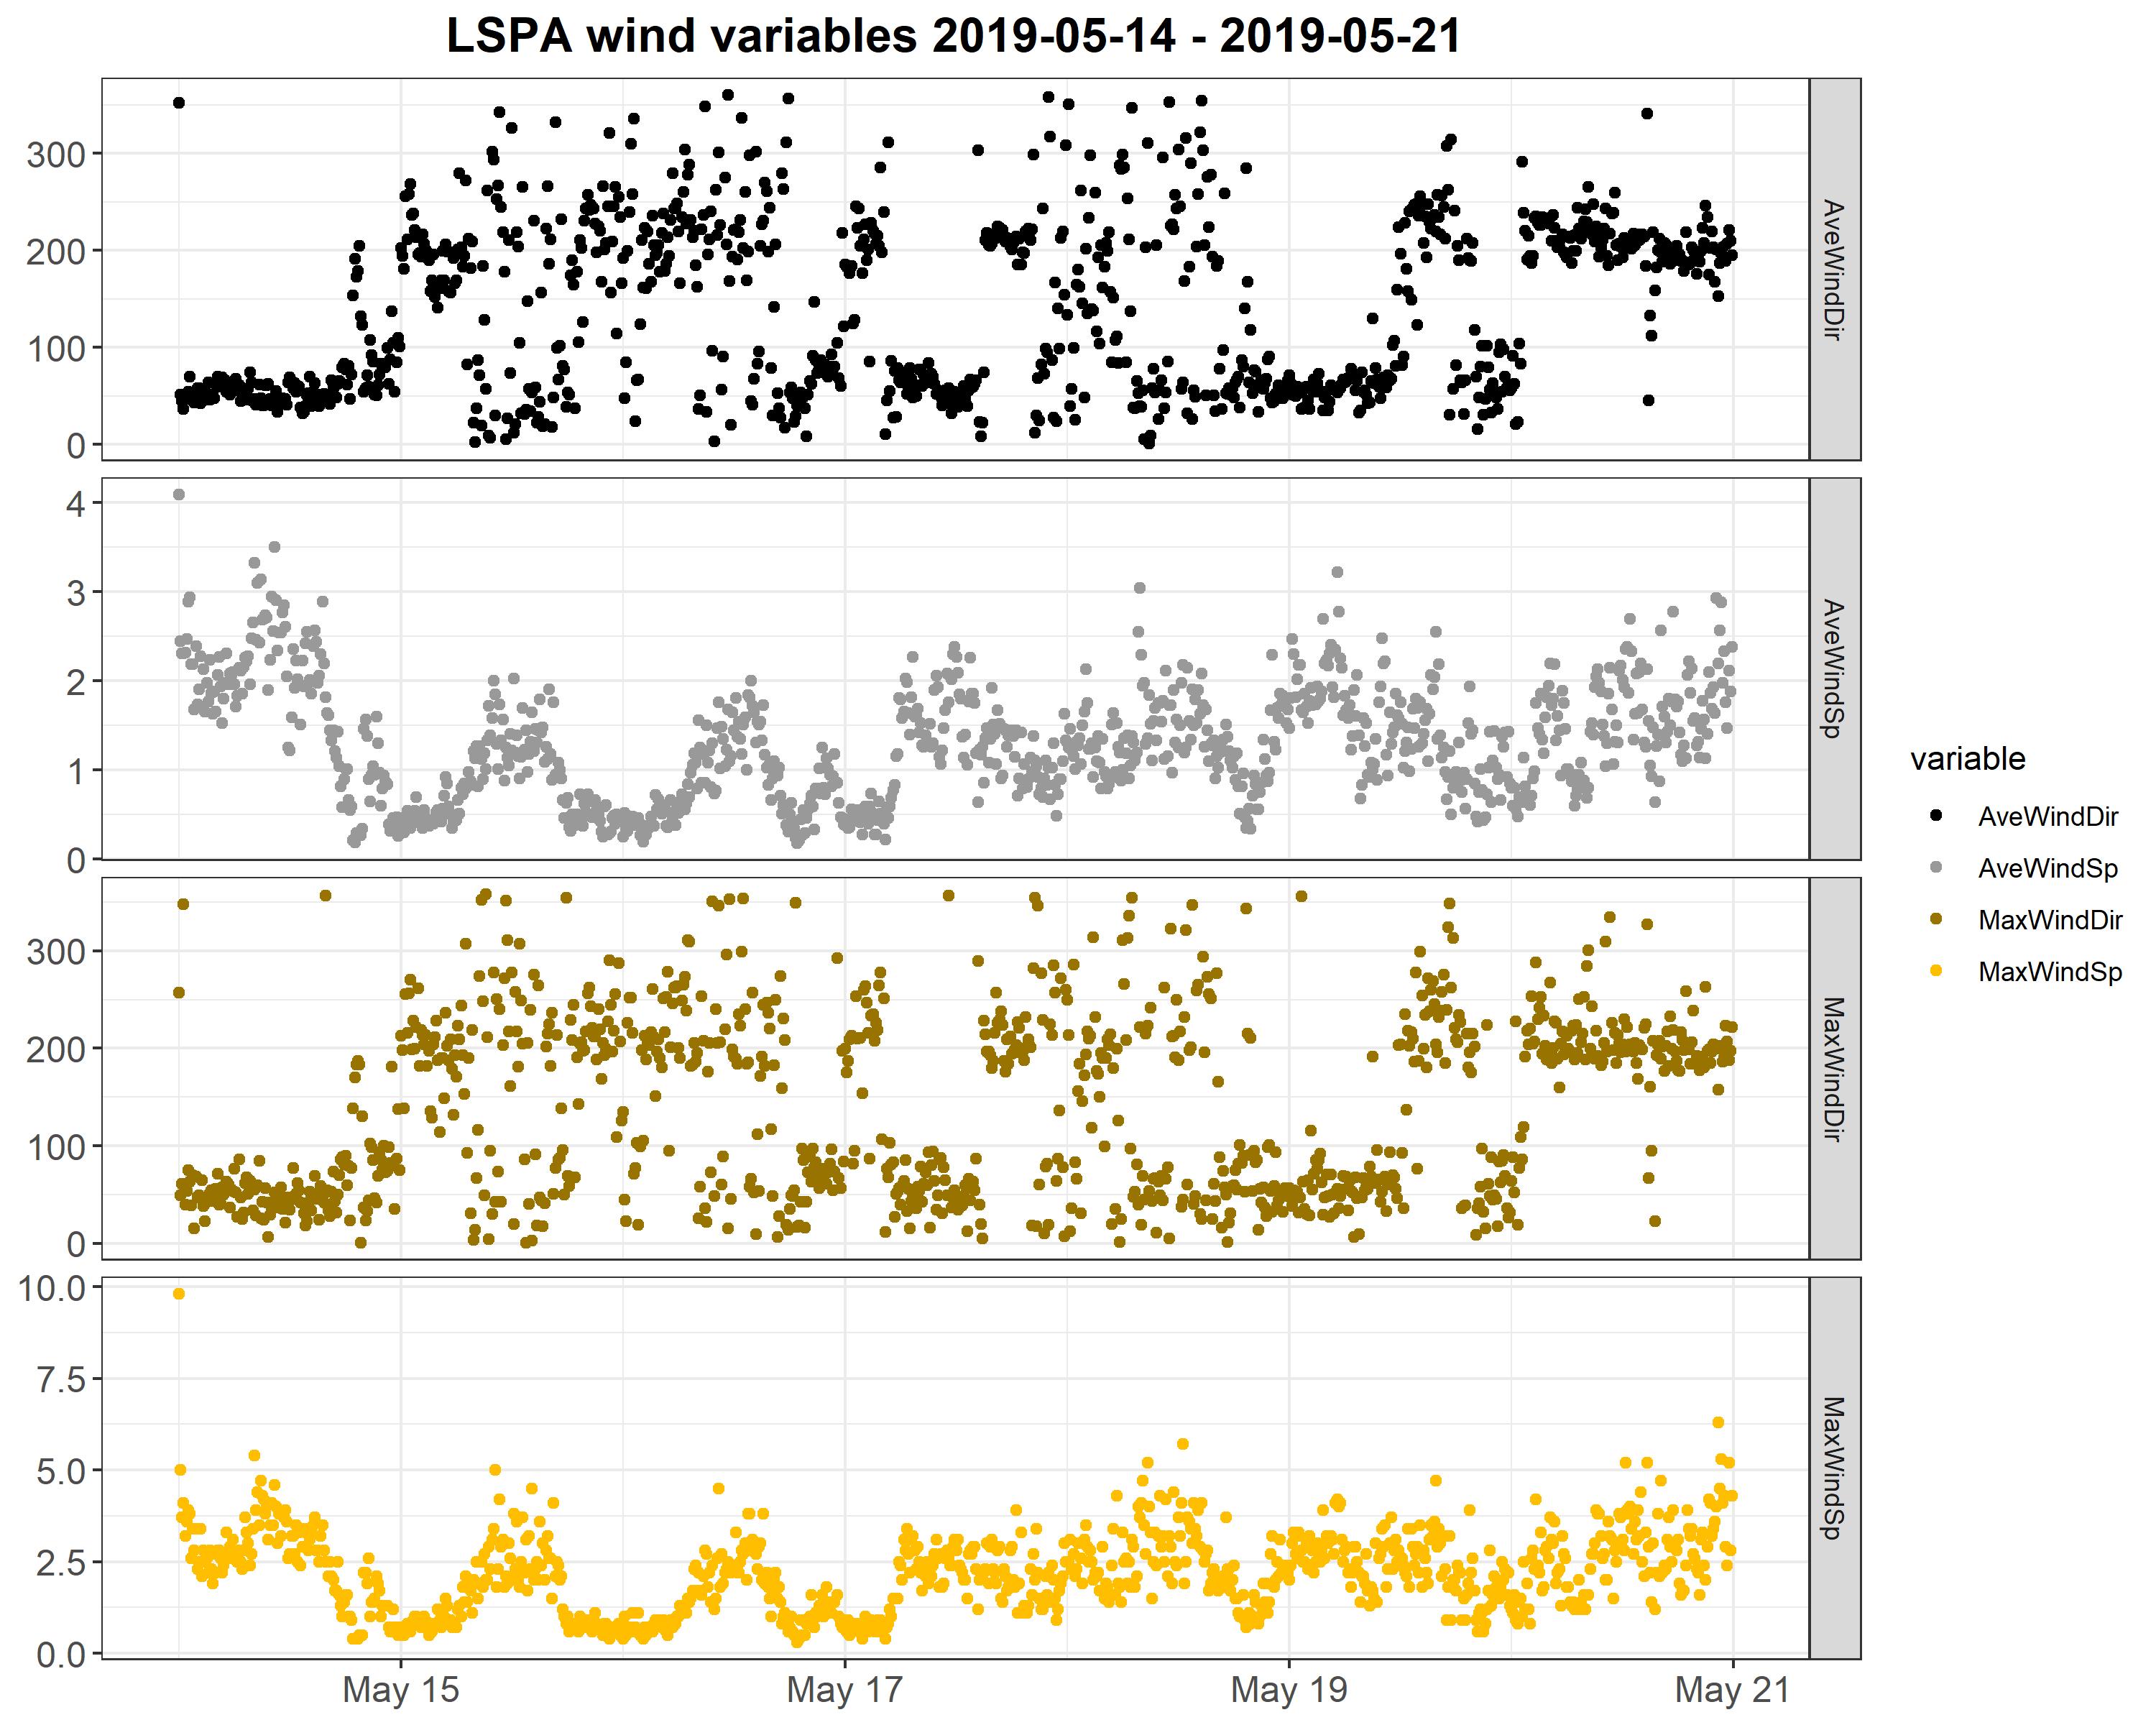 LSPA wind variables 2019-05-14 - 2019-05-21
300
200
100
0
AveWindDir
4
3
2
1
0
AveWindSp
300
200
100
0
MaxWindDir
10.0
7.5
5.0
2.5
0.0
MaxWindSp
May 15
May 17
May 19
May 21
variable
AveWindDir
AveWindSp
MaxWindDir
MaxWindSp